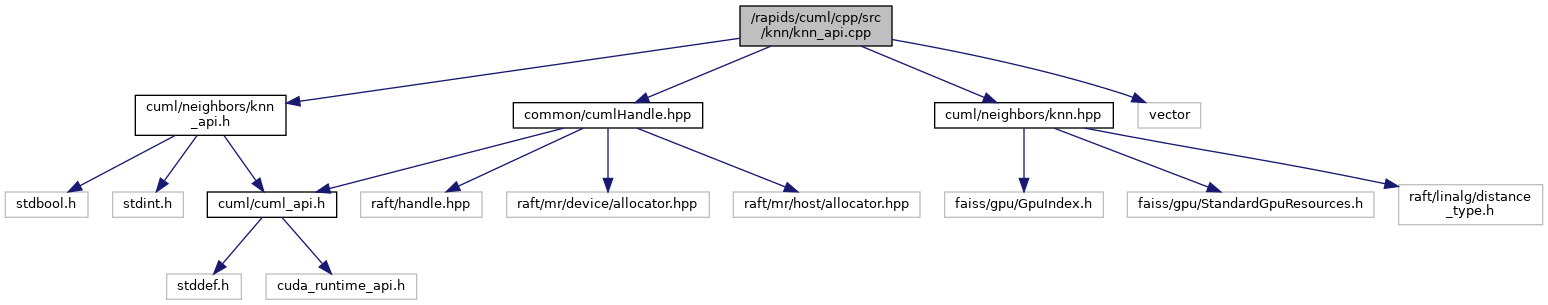 /rapids/cuml/cpp/src
/knn/knn_api.cpp
cuml/neighbors/knn
_api.h
common/cumlHandle.hpp
cuml/neighbors/knn.hpp
vector
stdbool.h
stdint.h
cuml/cuml_api.h
raft/handle.hpp
raft/mr/device/allocator.hpp
raft/mr/host/allocator.hpp
faiss/gpu/GpuIndex.h
faiss/gpu/StandardGpuResources.h
raft/linalg/distance
_type.h
stddef.h
cuda_runtime_api.h